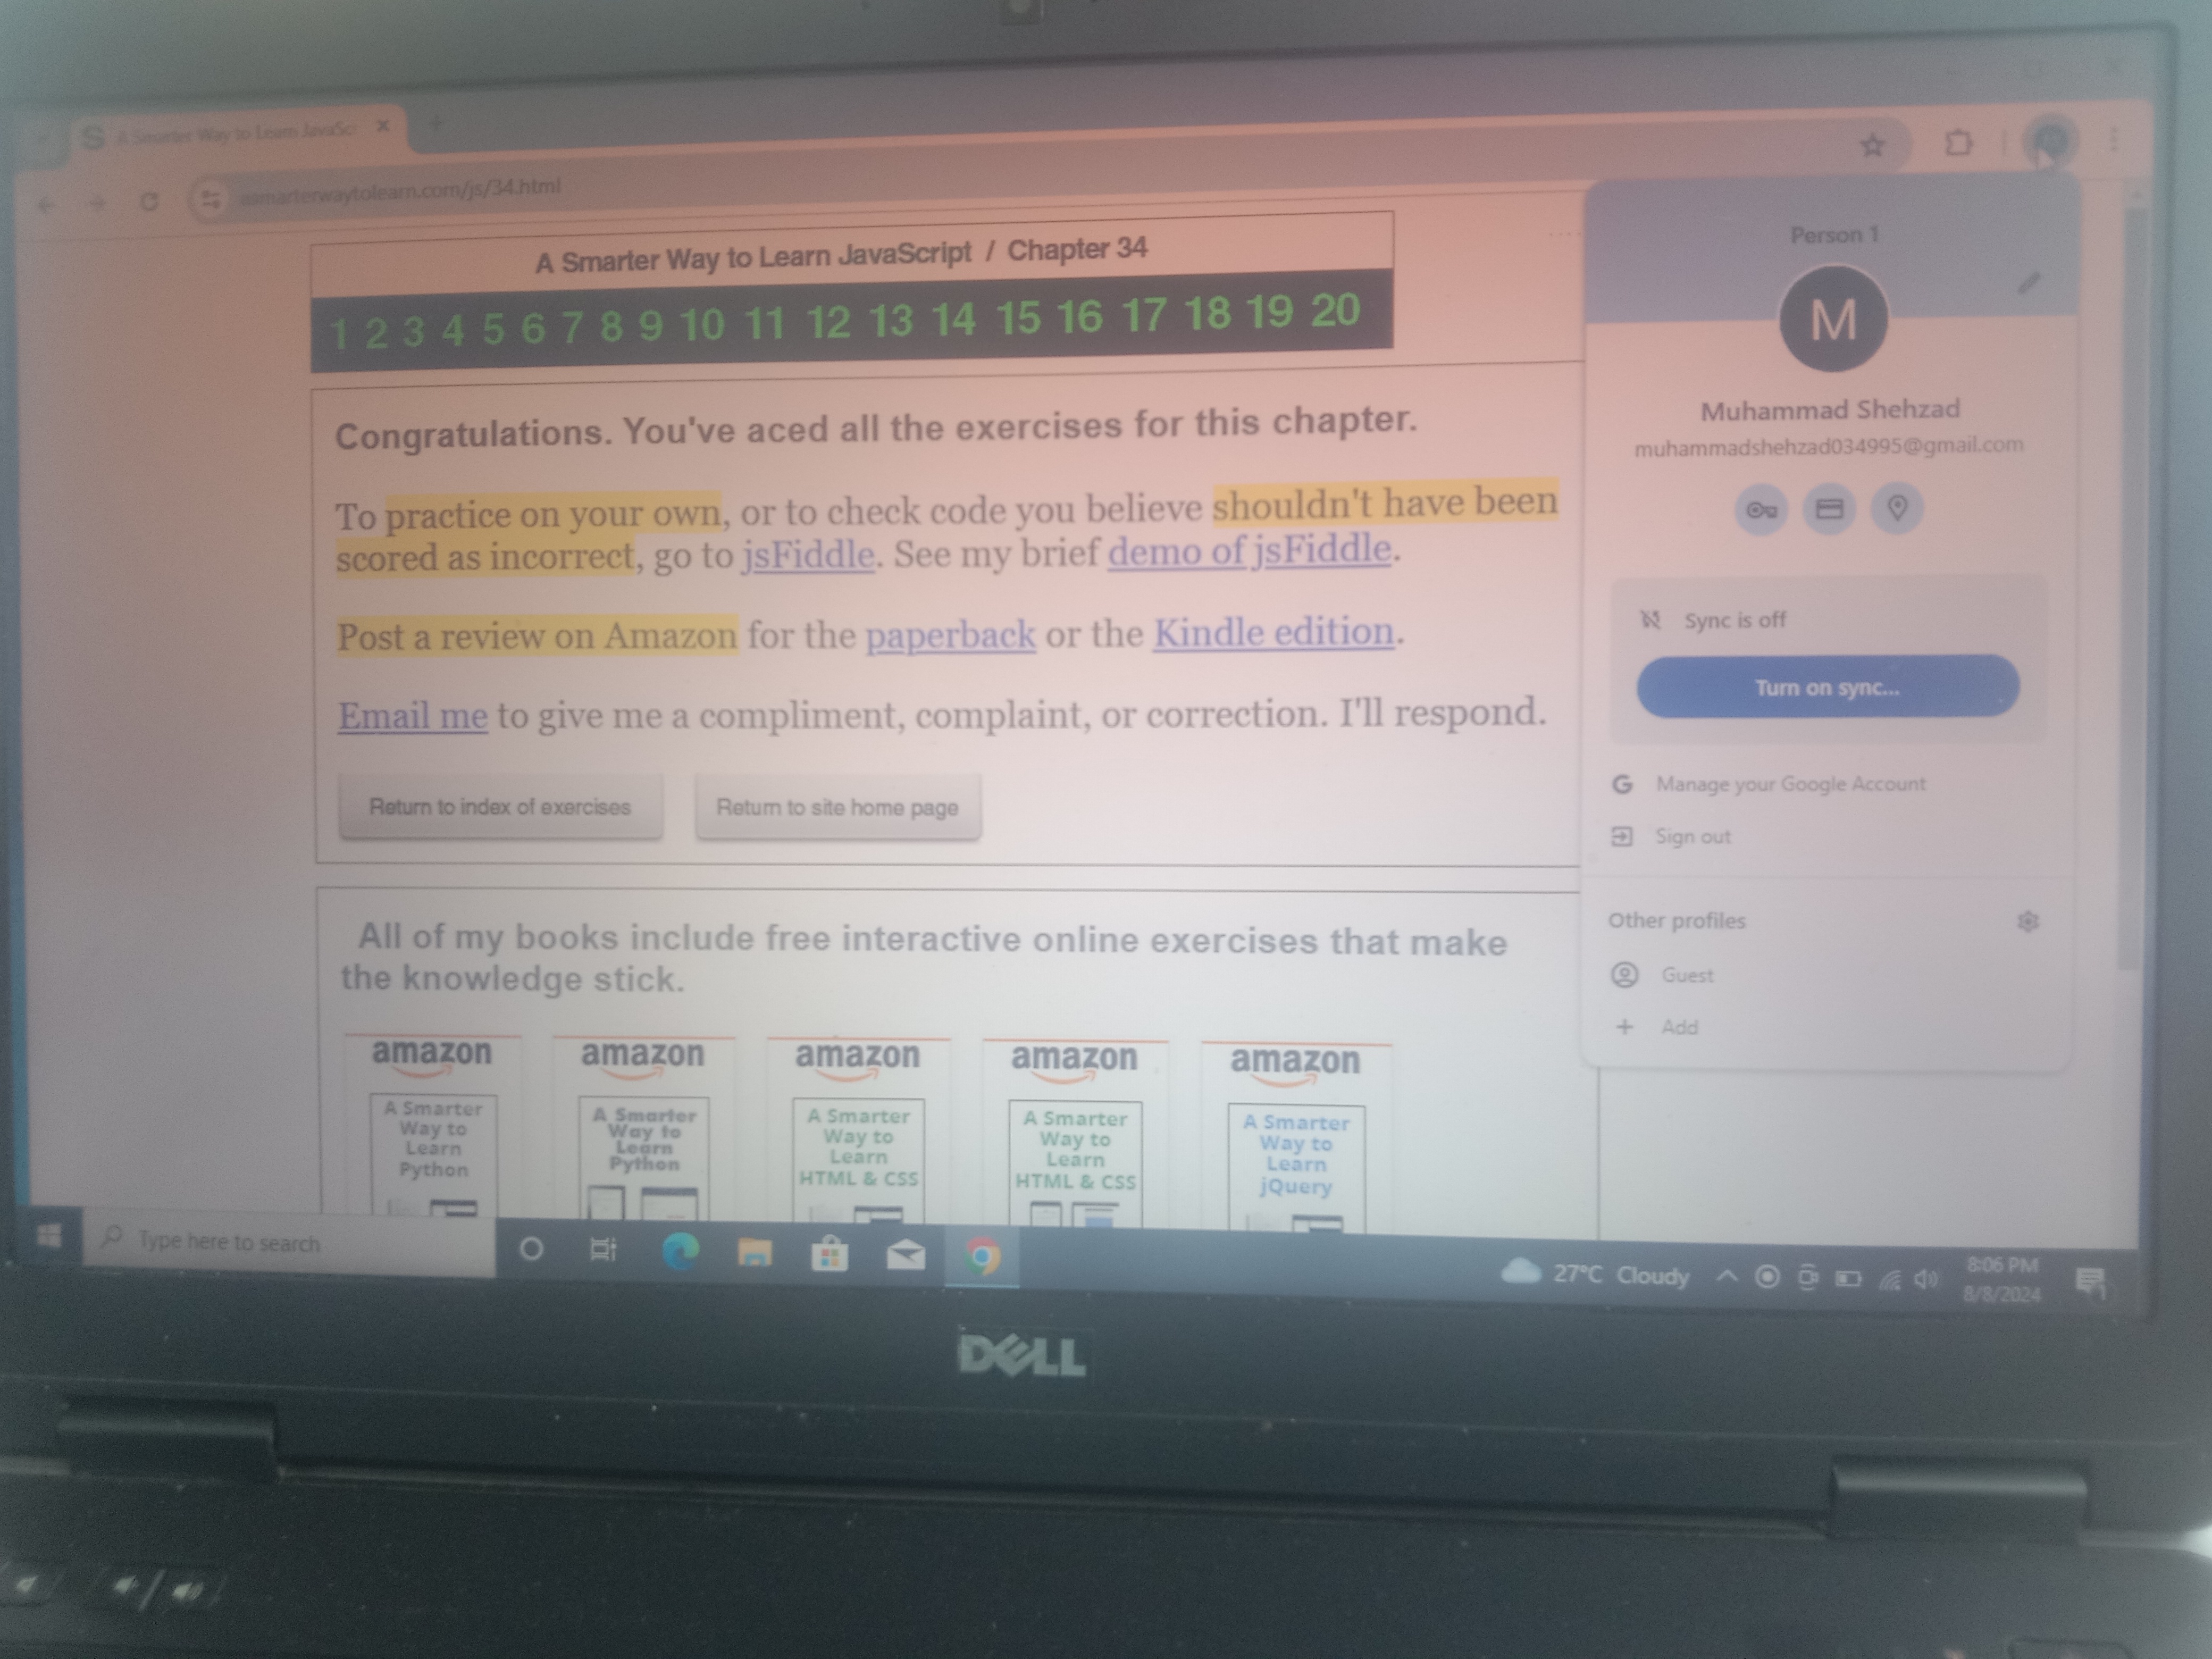 A Smarter Way to Learn JavaSc
asmarterwaytolearn.com/js/34.html
A Smarter Way to Learn JavaScript / Chapter 34
1 2 3 4 5 6 7 8 9 10 11 12 13 14 15 16 17 18 19 20
Congratulations. You've aced all the exercises for this chapter.
To practice on your own, or to check code you believe shouldn't have been
scored as incorrect, go to jsFiddle. See my brief demo of jsFiddle.
Post a review on Amazon for the paperback or the Kindle edition.
Email me to give me a compliment, complaint, or correction. I'll respond.
Return to index of exercises
Return to site home page
All of my books include free interactive online exercises that make
the knowledge stick.
amazon
A Smarter
Way to
Learn
Python
amazon
A Smarter
Way to
Learn
Python
amazon
A Smarter
Way to
Learn
HTML & CSS
amazon
A Smarter
Way to
Learn
HTML & CSS
amazon
A Smarter
Way to
Learn
jQuery
Person 1
M
Muhammad Shehzad
muhammadshehzad034995@gmail.com
Sync is off
Turn on sync...
G Manage your Google Account
Sign out
Other profiles
Guest
Add
Type here to search
27°C Cloudy
8:06 PM
8/8/2024
1
DELL